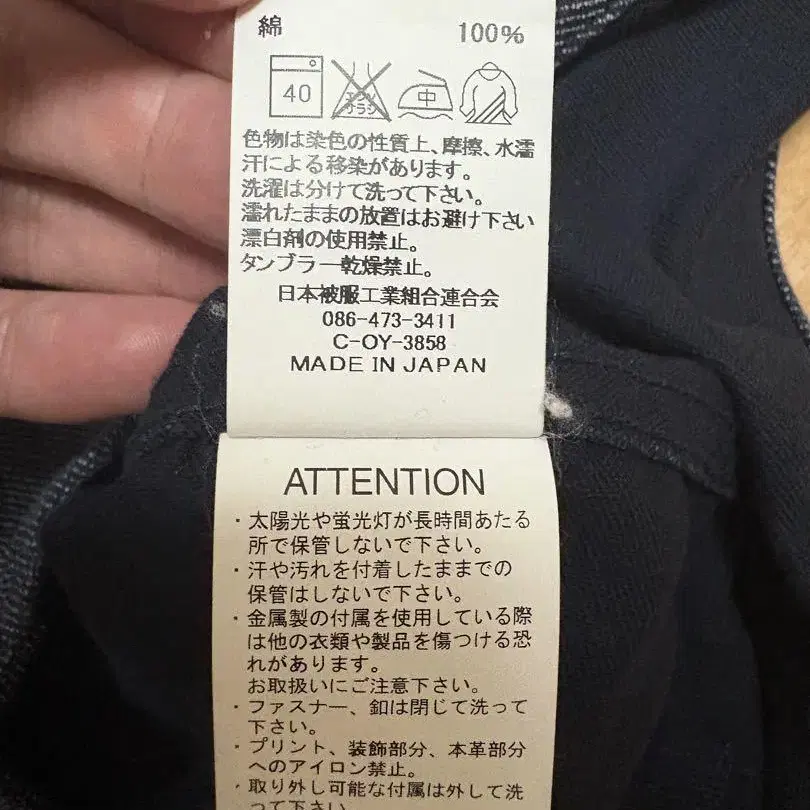 綿 100%
40 エンソ サラシ 中
色物は染色の性質上、摩擦、水濡
汗による移染があります。
洗濯は分けて洗って下さい。
濡れたままの放置はお避け下さい
漂白剤の使用禁止。
タンブラー乾燥禁止。
日本被服工業組合連合会
086-473-3411
C-OY-3858
MADE IN JAPAN
ATTENTION
・太陽光や蛍光灯が長時間あたる
所で保管しないで下さい。
・汗や汚れを付着したままでの
保管はしないで下さい。
・金属製の付属を使用している際
は他の衣類や製品を傷つける恐
れがあります。
お取扱いにご注意下さい。
・ファスナー、釦は閉じて洗って
下さい。
・プリント、装飾部分、本革部分
へのアイロン禁止。
・取り外し可能な付属は外して洗
って下さい